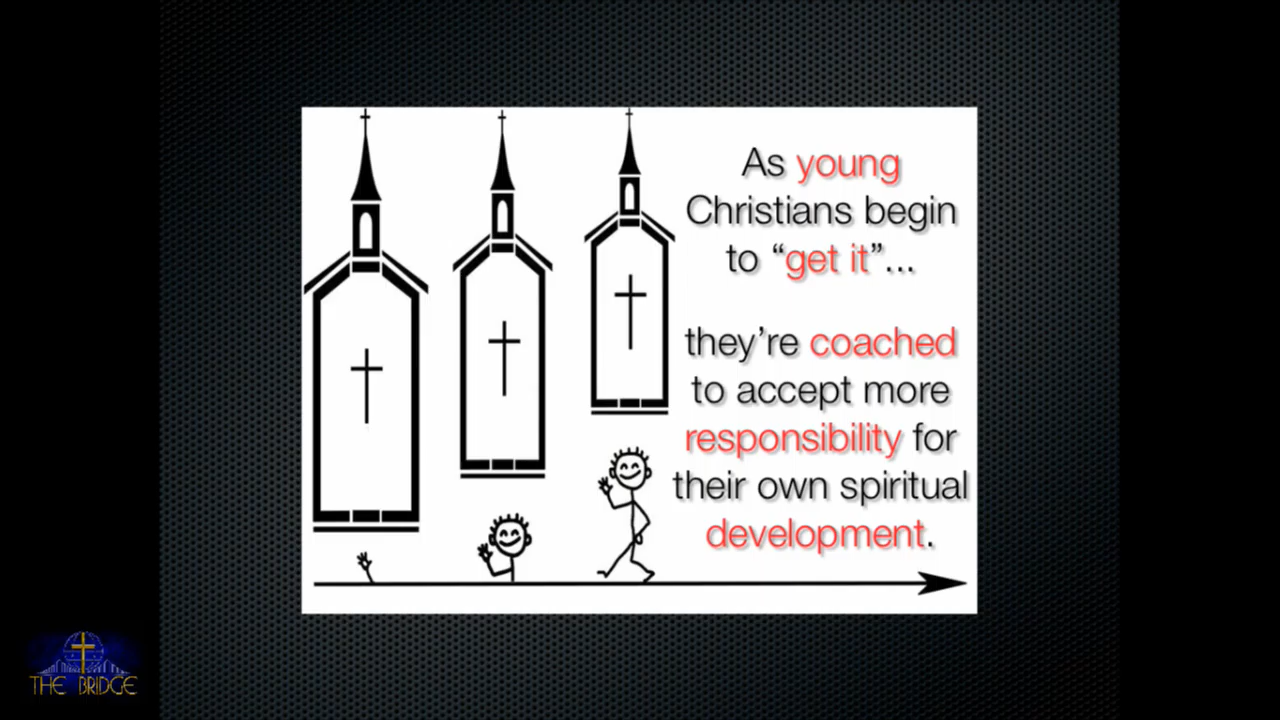 As young
Christians begin
to “get it”...
they’re coached
to accept more
responsibility for
their own spiritual
development.
THE BRIDGE